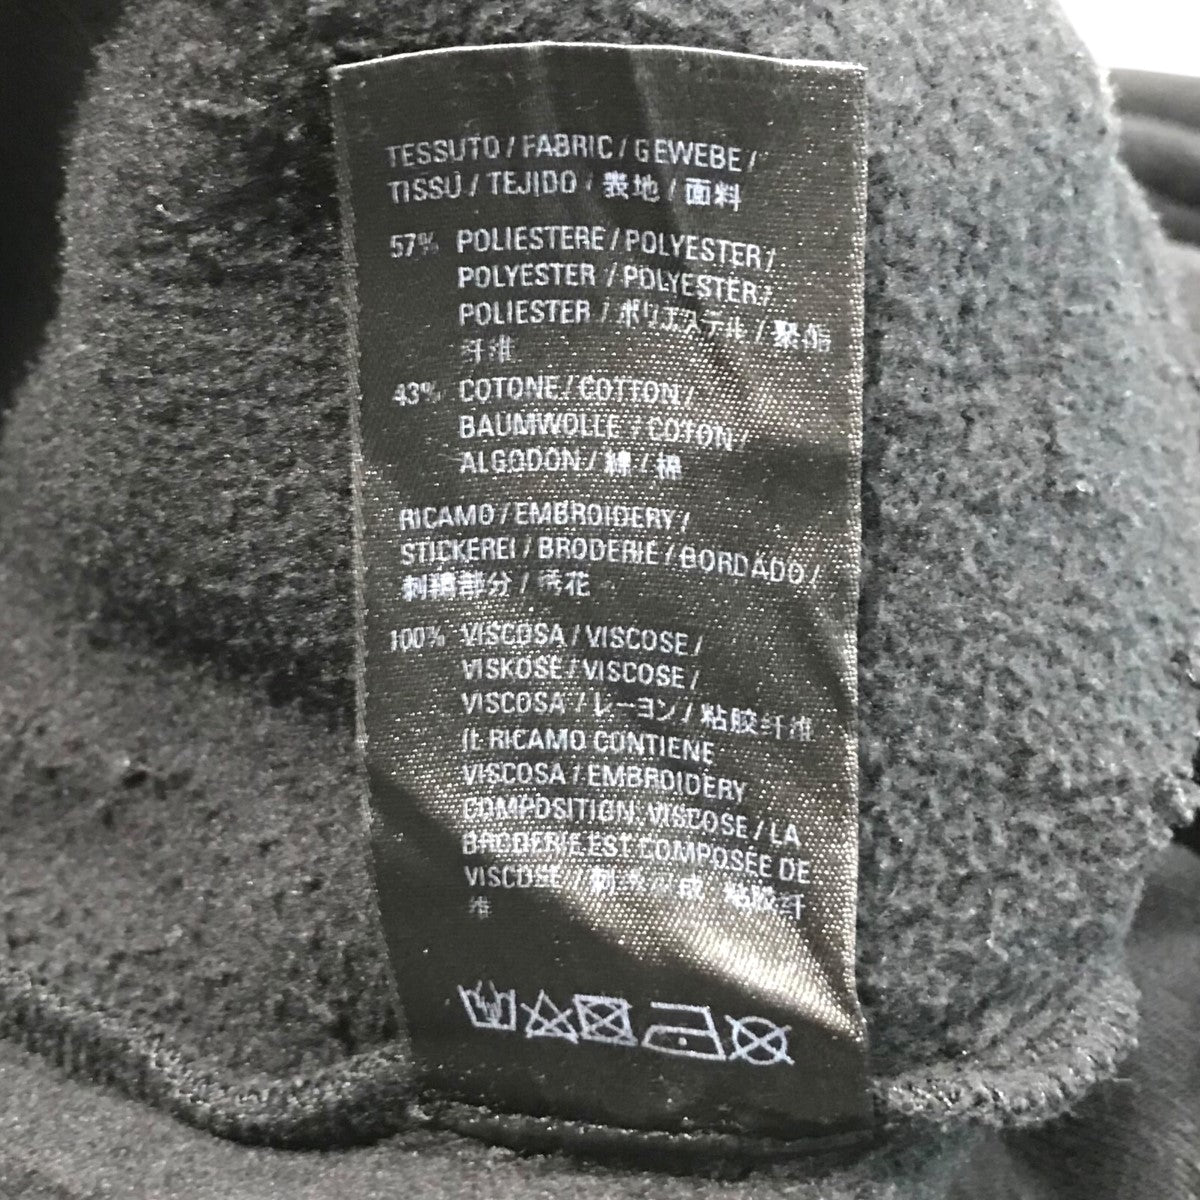 TESSUTO / FABRIC / GEWEBE /
TISSU / TEJIDO / 表地 / 面料
57% POLIESTERE / POLYESTER /
POLYESTER / POLYESTER /
POLIESTER / ポリエステル / 聚酯
纤维
43% COTONE / COTTON /
BAUMWOLLE / COTON /
ALGODON / 綿 / 棉
RICAMO / EMBROIDERY /
STICKEREI / BRODERIE / BORDADO /
刺繍部分 / 绣花
100% VISCOSA / VISCOSE /
VISKOSE / VISCOSE /
VISCOSA / レーヨン / 粘胶纤维
RICAMO CONTIENE
VISCOSA / EMBROIDERY
COMPOSITION, VISCOSE / LA
BRODERIE EST COMPOSÉE DE
VISCOSE / 粘胶纤
维